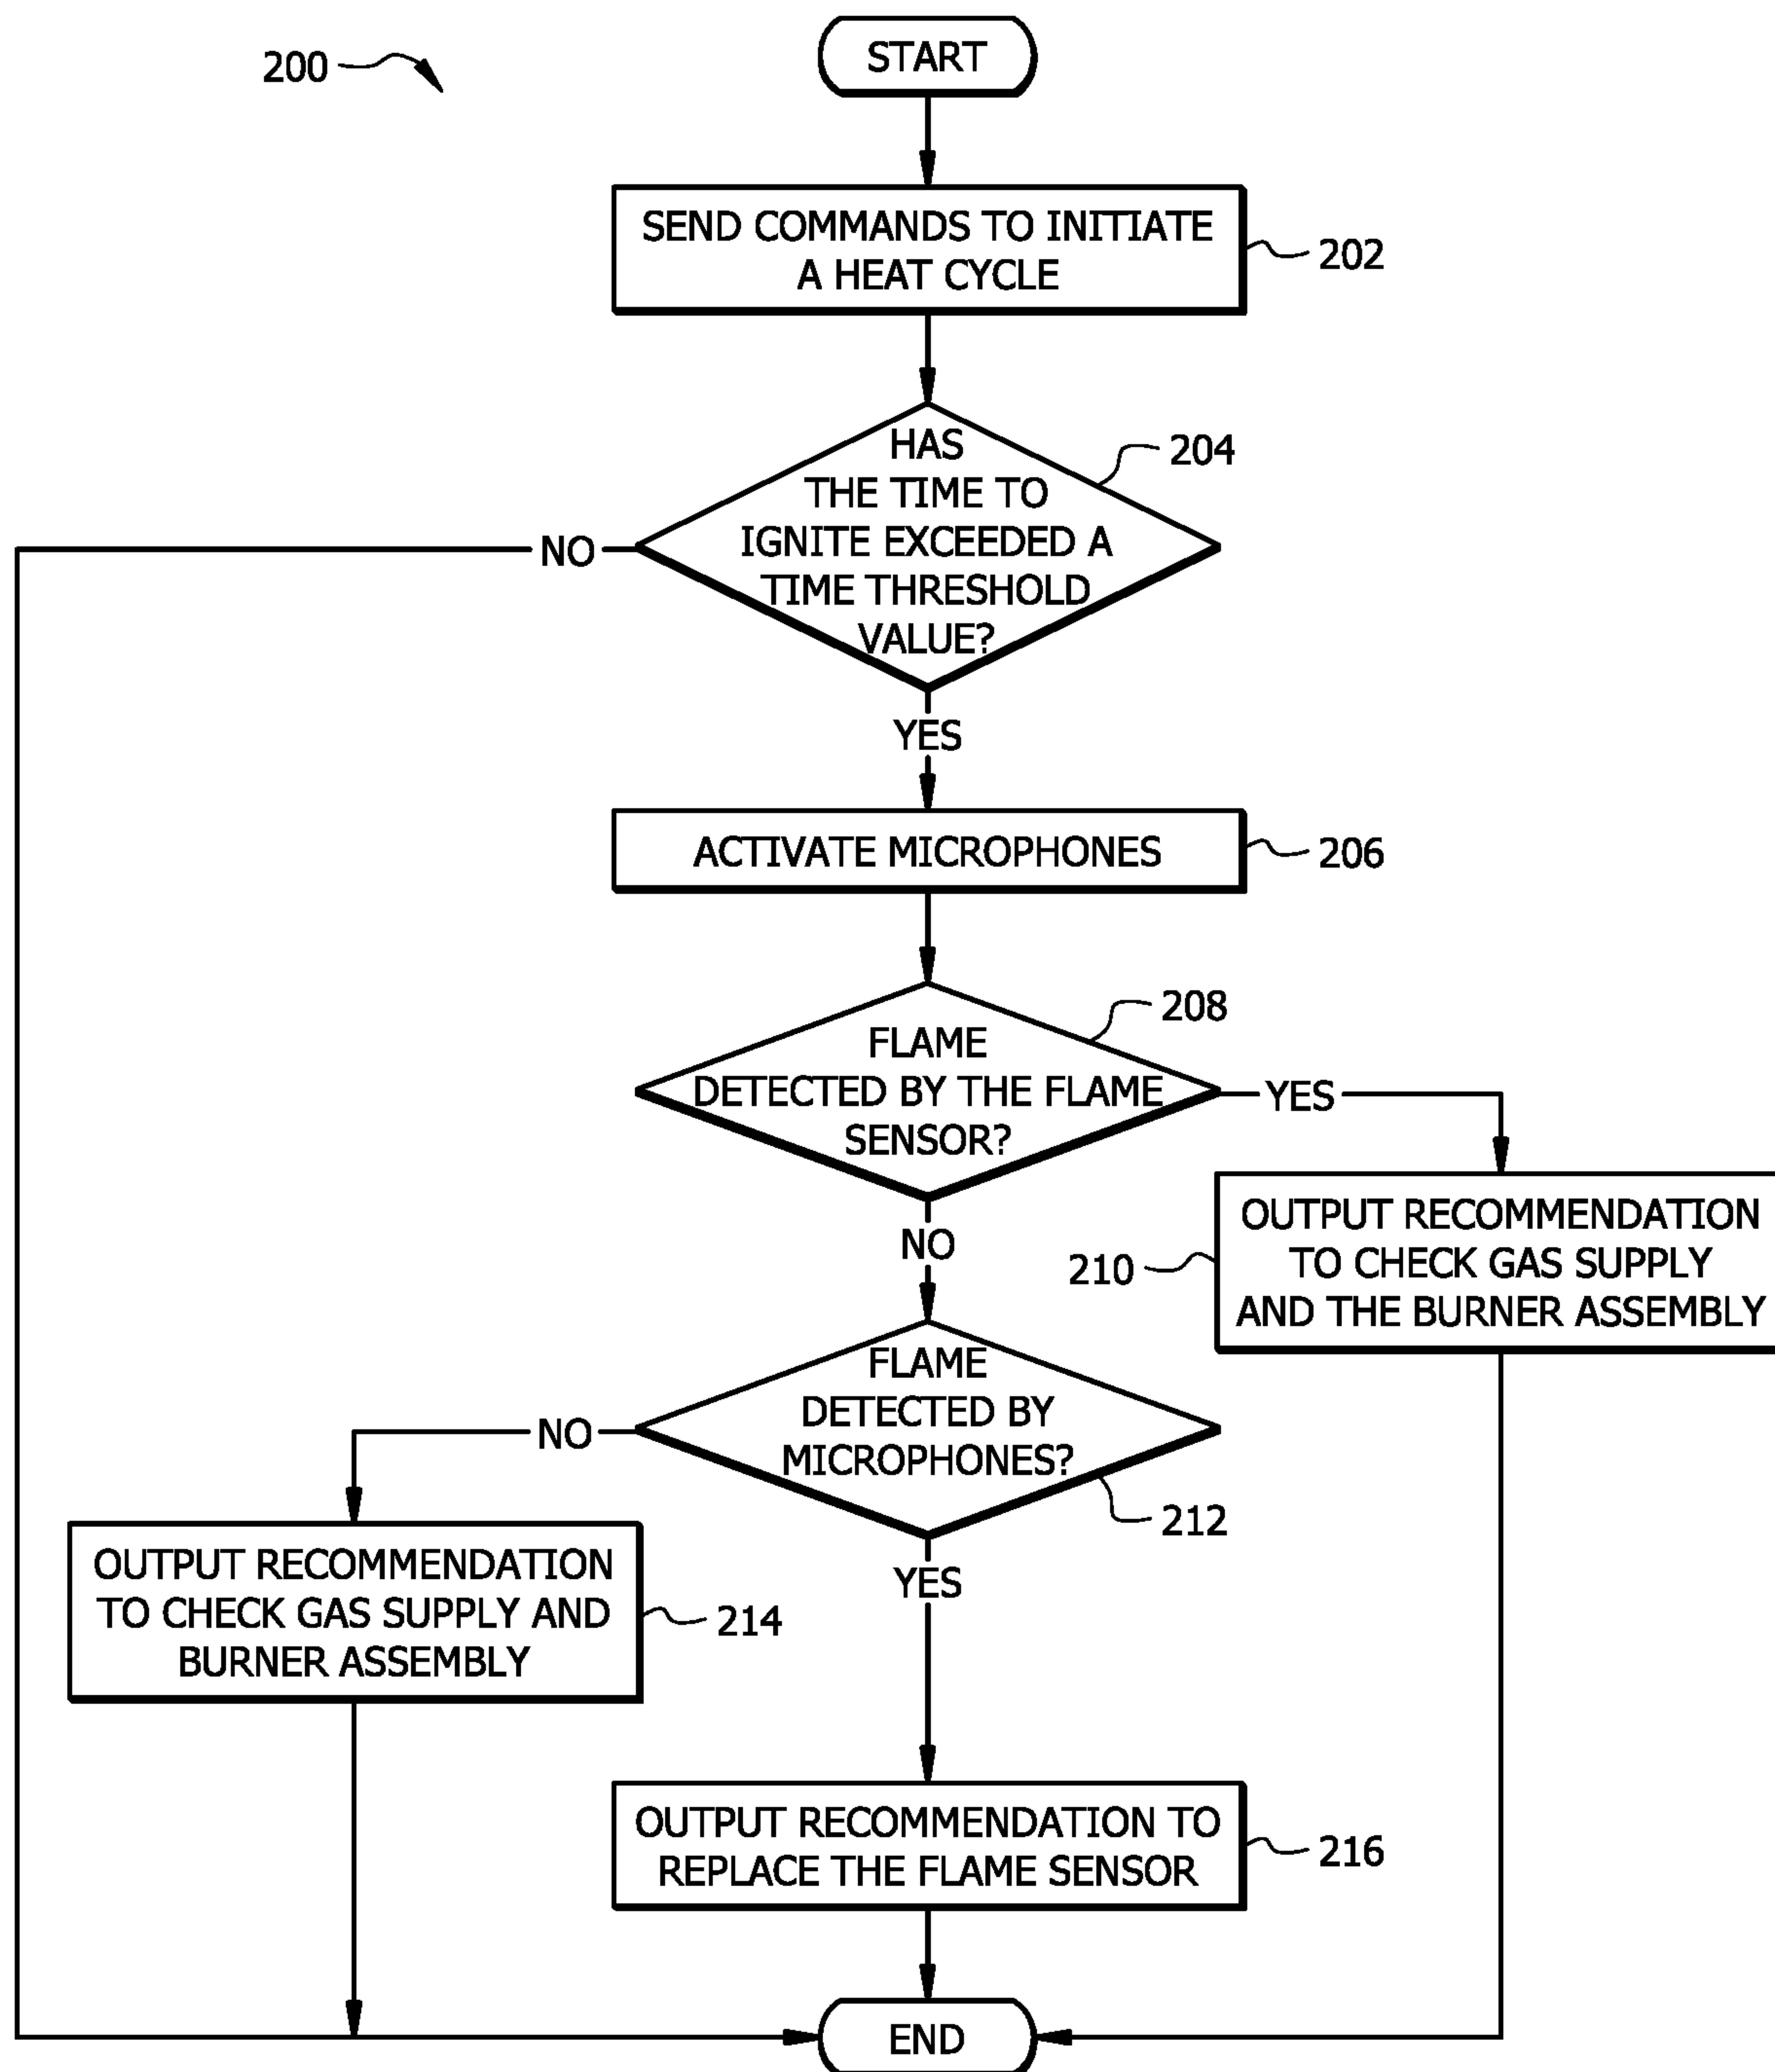 200
START
SEND COMMANDS TO INITIATE
A HEAT CYCLE
202
HAS
THE TIME TO
IGNITE EXCEEDED A
TIME THRESHOLD
VALUE?
204
NO
YES
ACTIVATE MICROPHONES
206
FLAME
DETECTED BY THE FLAME
SENSOR?
208
YES
OUTPUT RECOMMENDATION
TO CHECK GAS SUPPLY
AND THE BURNER ASSEMBLY
210
NO
FLAME
DETECTED BY
MICROPHONES?
212
NO
OUTPUT RECOMMENDATION
TO CHECK GAS SUPPLY AND
BURNER ASSEMBLY
214
YES
OUTPUT RECOMMENDATION TO
REPLACE THE FLAME SENSOR
216
END